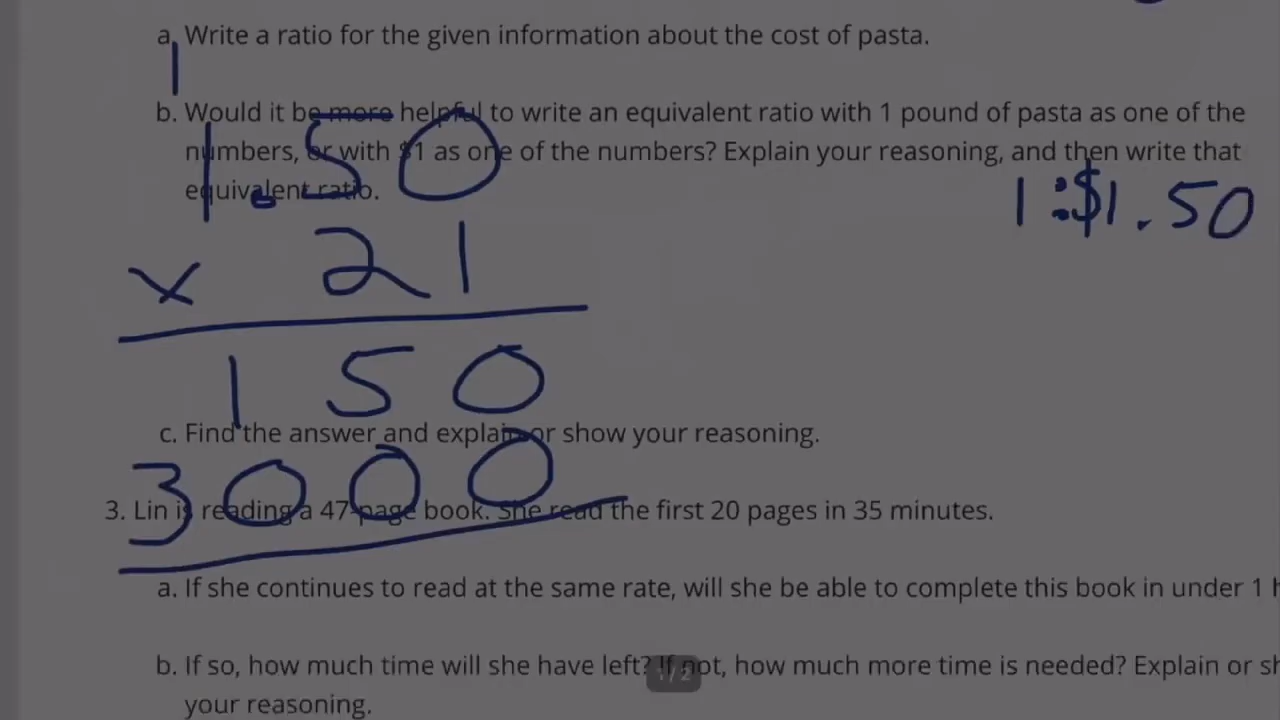 a. Write a ratio for the given information about the cost of pasta.
1
b. Would it be more helpful to write an equivalent ratio with 1 pound of pasta as one of the
numbers, or with $1 as one of the numbers? Explain your reasoning, and then write that
equivalent ratio.
1:$1.50
1.50
x 21
150
c. Find the answer and explain or show your reasoning.
3000
3. Lin is reading a 47-page book. She read the first 20 pages in 35 minutes.
a. If she continues to read at the same rate, will she be able to complete this book in under 1 h
b. If so, how much time will she have left? If not, how much more time is needed? Explain or sh
your reasoning.
1/2